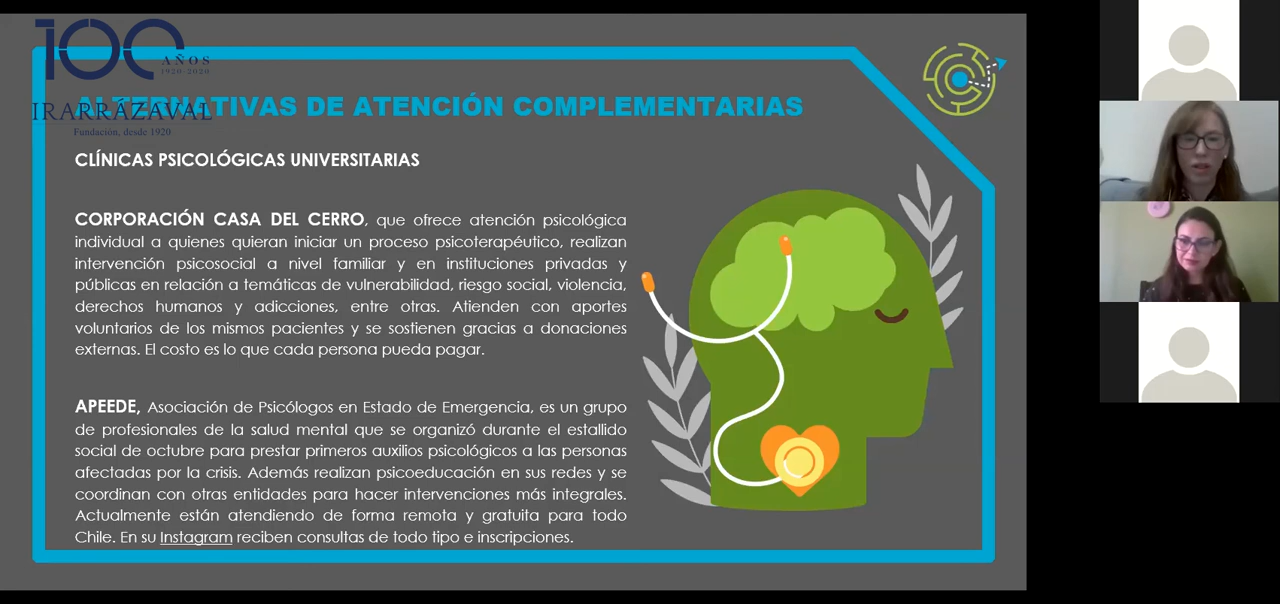 100
AÑOS
1920-2020
IRARRÁZAVAL
Fundación, desde 1920
ALTERNATIVAS DE ATENCIÓN COMPLEMENTARIAS
CLÍNICAS PSICOLÓGICAS UNIVERSITARIAS
CORPORACIÓN CASA DEL CERRO, que ofrece atención psicológica
individual a quienes quieran iniciar un proceso psicoterapéutico, realizan
intervención psicosocial a nivel familiar y en instituciones privadas y
públicas en relación a temáticas de vulnerabilidad, riesgo social, violencia,
derechos humanos y adicciones, entre otras. Atienden con aportes
voluntarios de los mismos pacientes y se sostienen gracias a donaciones
externas. El costo es lo que cada persona pueda pagar.
APEEDE, Asociación de Psicólogos en Estado de Emergencia, es un grupo
de profesionales de la salud mental que se organizó durante el estallido
social de octubre para prestar primeros auxilios psicológicos a las personas
afectadas por la crisis. Además realizan psicoeducación en sus redes y se
coordinan con otras entidades para hacer intervenciones más integrales.
Actualmente están atendiendo de forma remota y gratuita para todo
Chile. En su Instagram reciben consultas de todo tipo e inscripciones.